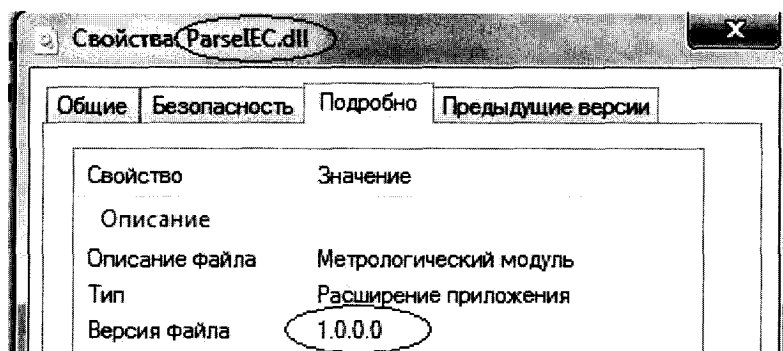 Свойства: ParseIEC.dll
Общие Безопасность Подробно Предыдущие версии
Свойство Значение
Описание
Описание файла Метрологический модуль
Тип Расширение приложения
Версия файла 1.0.0.0